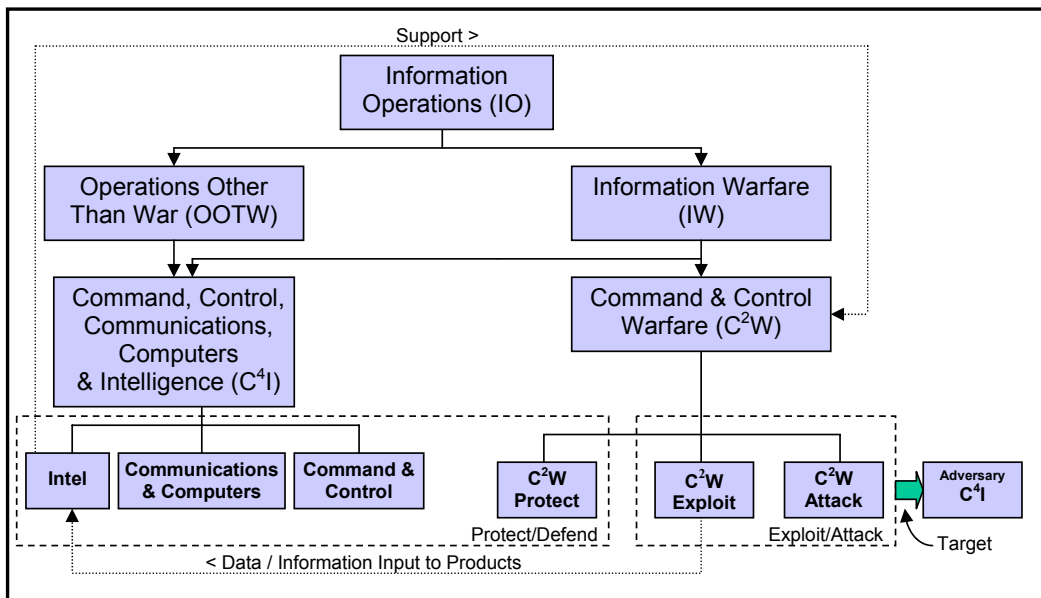 Support >
Information
Operations (IO)
Operations Other
Than War (OOTW)
Information Warfare
(IW)
Command, Control,
Communications,
Computers
& Intelligence (C⁴I)
Command & Control
Warfare (C²W)
Intel
Communications
& Computers
Command &
Control
C²W
Protect
C²W
Exploit
C²W
Attack
Adversary
C⁴I
Protect/Defend
Exploit/Attack
Target
< Data / Information Input to Products